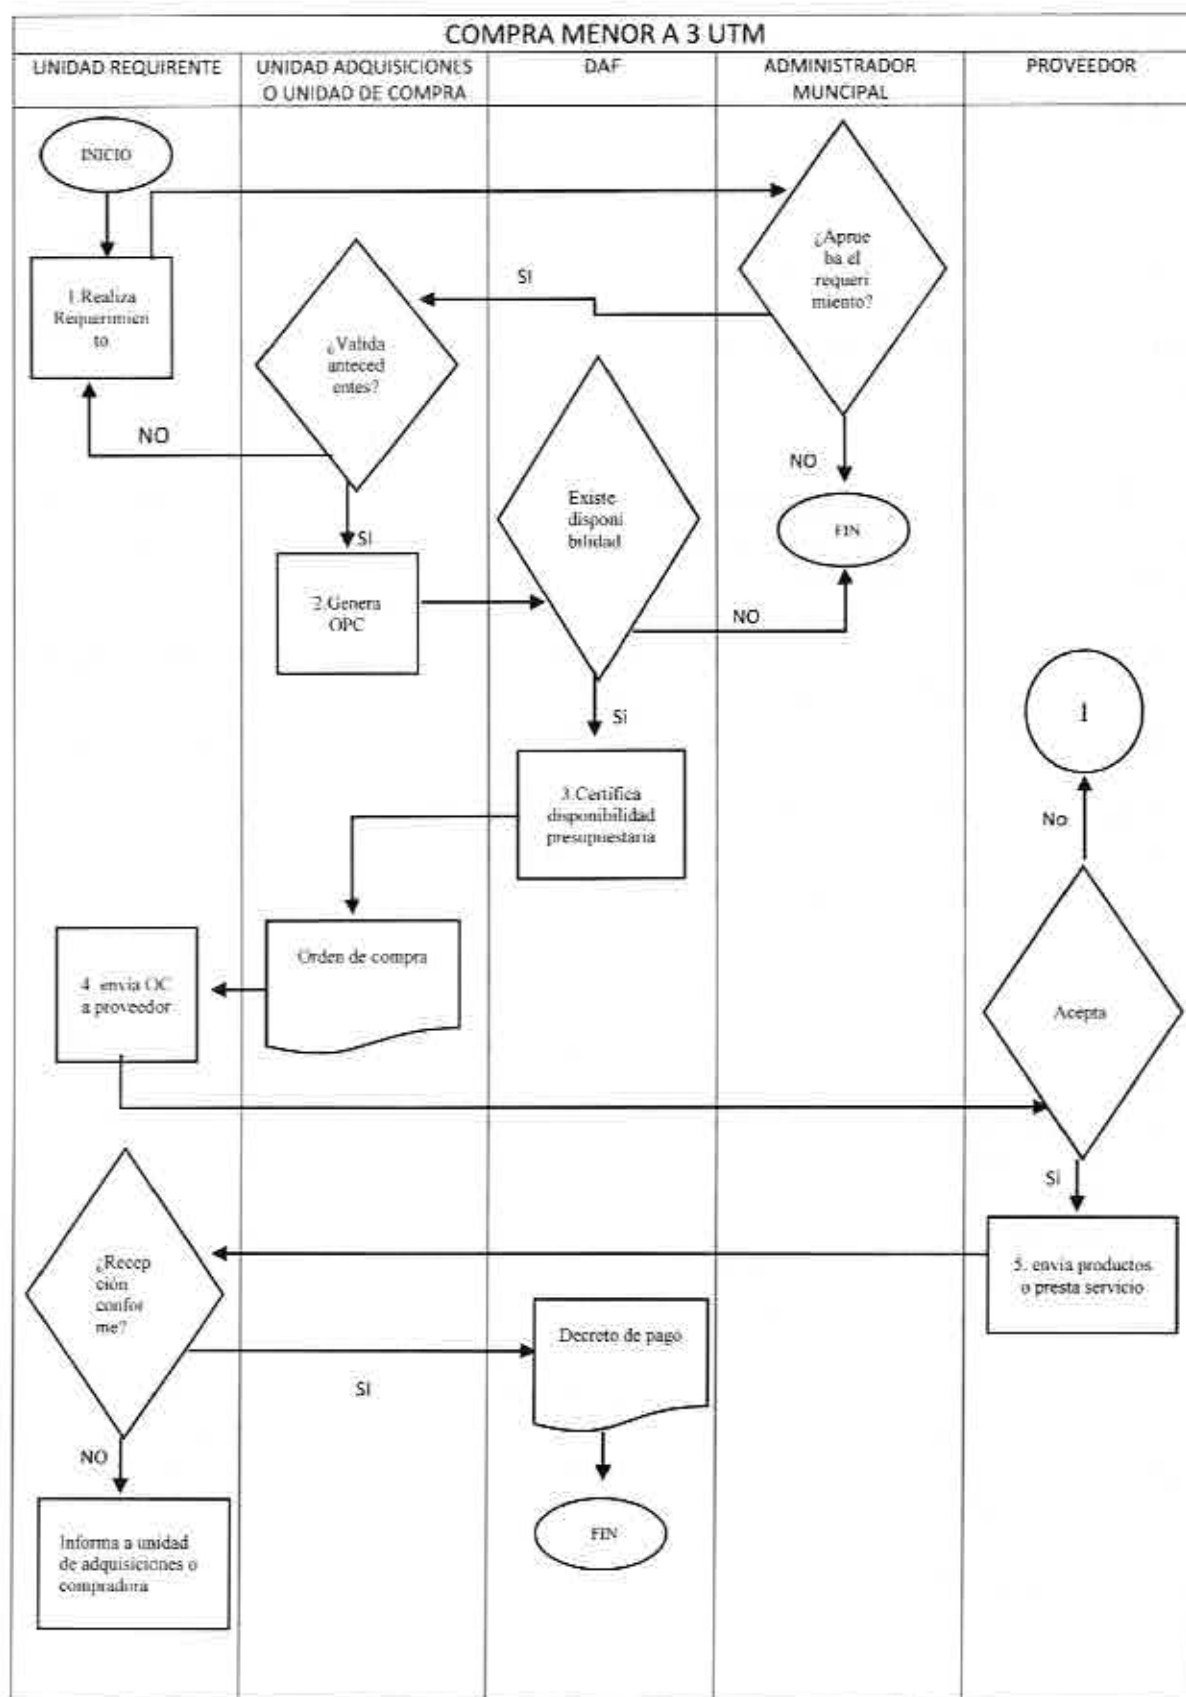 COMPRA MENOR A 3 UTM
UNIDAD REQUIRENTE
UNIDAD ADQUISICIONES
O UNIDAD DE COMPRA
DAF
ADMINISTRADOR
MUNCIPAL
PROVEEDOR
INICIO
¿Aprue
ba el
requeri
miento?
SI
1.Realiza
Requerimien
to
¿Valida
anteced
entes?
NO
NO
Existe
disponi
bilidad
FIN
SI
2.Genera
OPC
NO
1
Si
3.Certifica
disponibilidad
presupuestaria
No
Orden de compra
4. envia OC
a proveedor
Acepta
Si
¿Recep
ción
confor
me?
5. envia productos
o presta servicio
Decreto de pago
SI
NO
FIN
Informa a unidad
de adquisiciones o
compradora